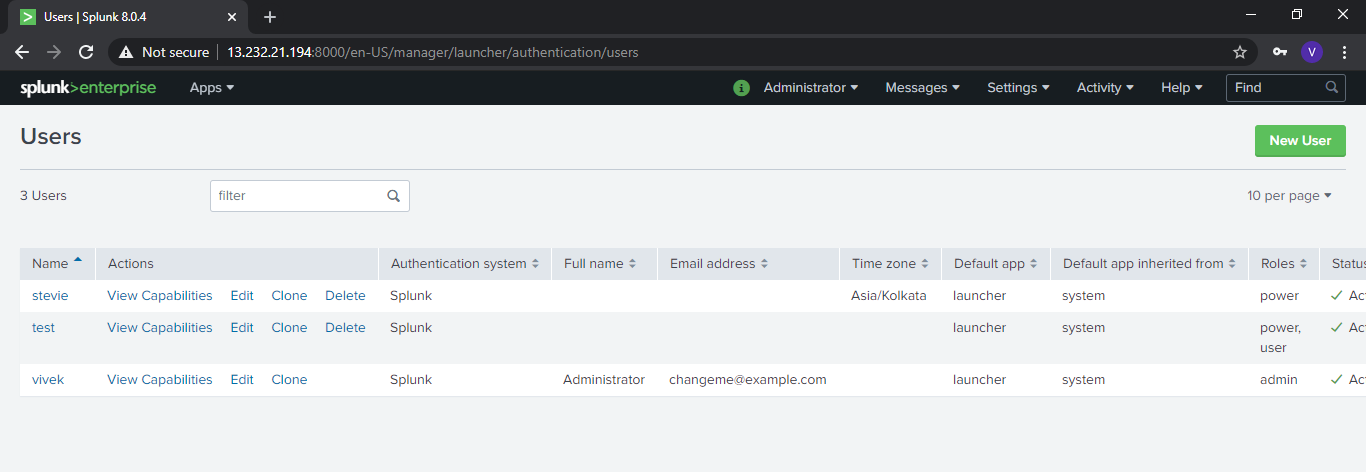 Users | Splunk 8.0.4
Not secure | 13.232.21.194:8000/en-US/manager/launcher/authentication/users V
splunk>enterprise Apps i Administrator Messages Settings Activity Help Find
Users
New User
3 Users filter 10 per page
Name Actions Authentication system Full name Email address Time zone Default app Default app inherited from Roles Status
stevie View Capabilities Edit Clone Delete Splunk Asia/Kolkata launcher system power Ac
test View Capabilities Edit Clone Delete Splunk launcher system power, Ac
user
vivek View Capabilities Edit Clone Splunk Administrator changeme@example.com launcher system admin Ac